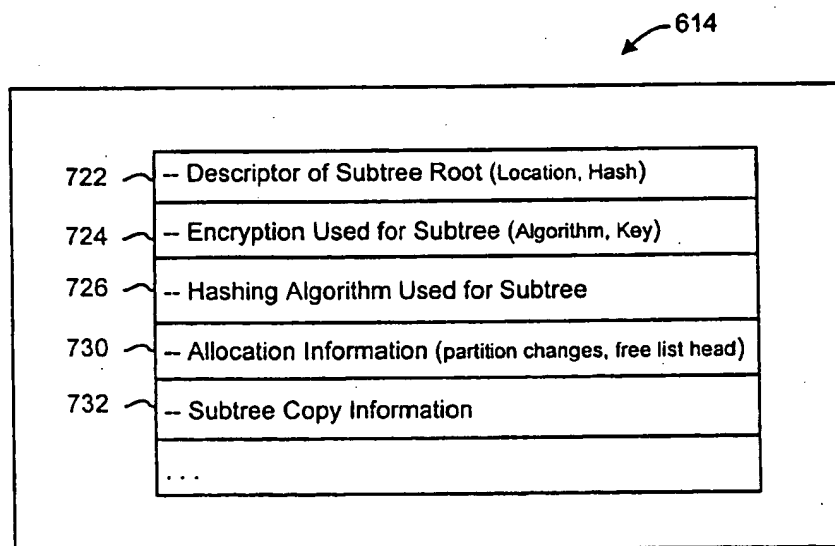 614
722 -- Descriptor of Subtree Root (Location, Hash)
724 -- Encryption Used for Subtree (Algorithm, Key)
726 -- Hashing Algorithm Used for Subtree
730 -- Allocation Information (partition changes, free list head)
732 -- Subtree Copy Information
...